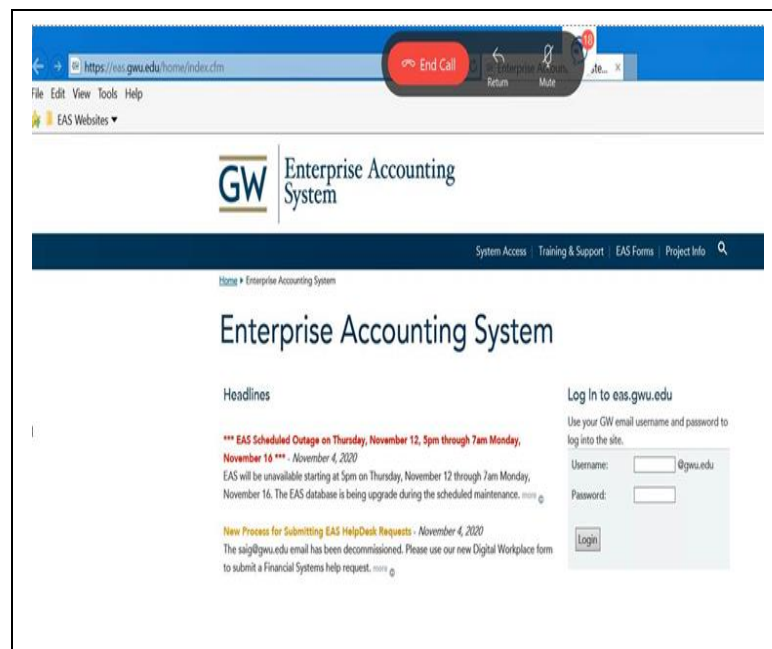 https://eas.gwu.edu/home/index.cfm
End Call
Return
Mute
10
Enterprise Accoun
ste...
File Edit View Tools Help
EAS Websites
GW
Enterprise Accounting
System
System Access | Training & Support | EAS Forms | Project Info
Home ▸ Enterprise Accounting System
Enterprise Accounting System
Headlines
*** EAS Scheduled Outage on Thursday, November 12, 5pm through 7am Monday,
November 16 *** - November 4, 2020
EAS will be unavailable starting at 5pm on Thursday, November 12 through 7am Monday,
November 16. The EAS database is being upgrade during the scheduled maintenance. more
New Process for Submitting EAS HelpDesk Requests - November 4, 2020
The saig@gwu.edu email has been decommissioned. Please use our new Digital Workplace form
to submit a Financial Systems help request. more
Log In to eas.gwu.edu
Use your GW email username and password to
log into the site.
Username: @gwu.edu
Password:
Login